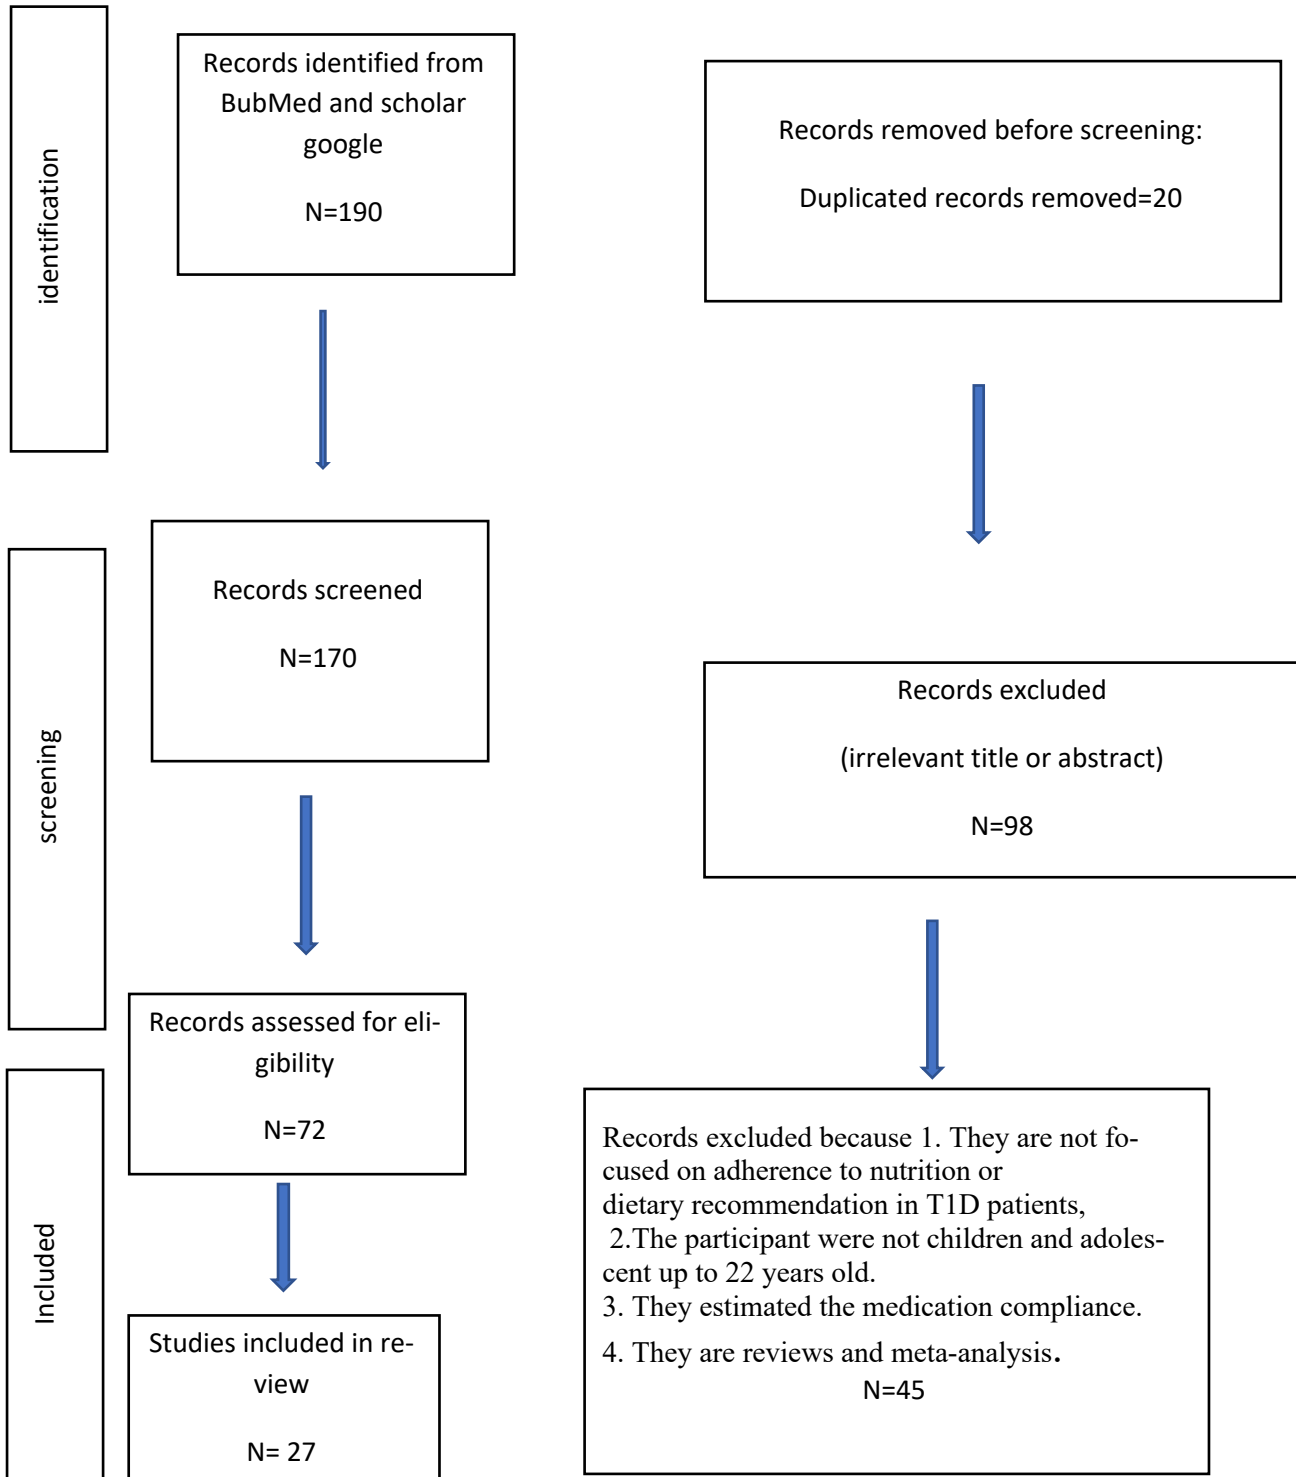 identification
Records identified from
BubMed and scholar
google
N=190
Records removed before screening:
Duplicated records removed=20
screening
Records screened
N=170
Records excluded
(irrelevant title or abstract)
N=98
Records assessed for eli-
gibility
N=72
Included
Records excluded because 1. They are not fo-
cused on adherence to nutrition or
dietary recommendation in T1D patients,
2.The participant were not children and adoles-
cent up to 22 years old.
3. They estimated the medication compliance.
4. They are reviews and meta-analysis.
N=45
Studies included in re-
view
N= 27